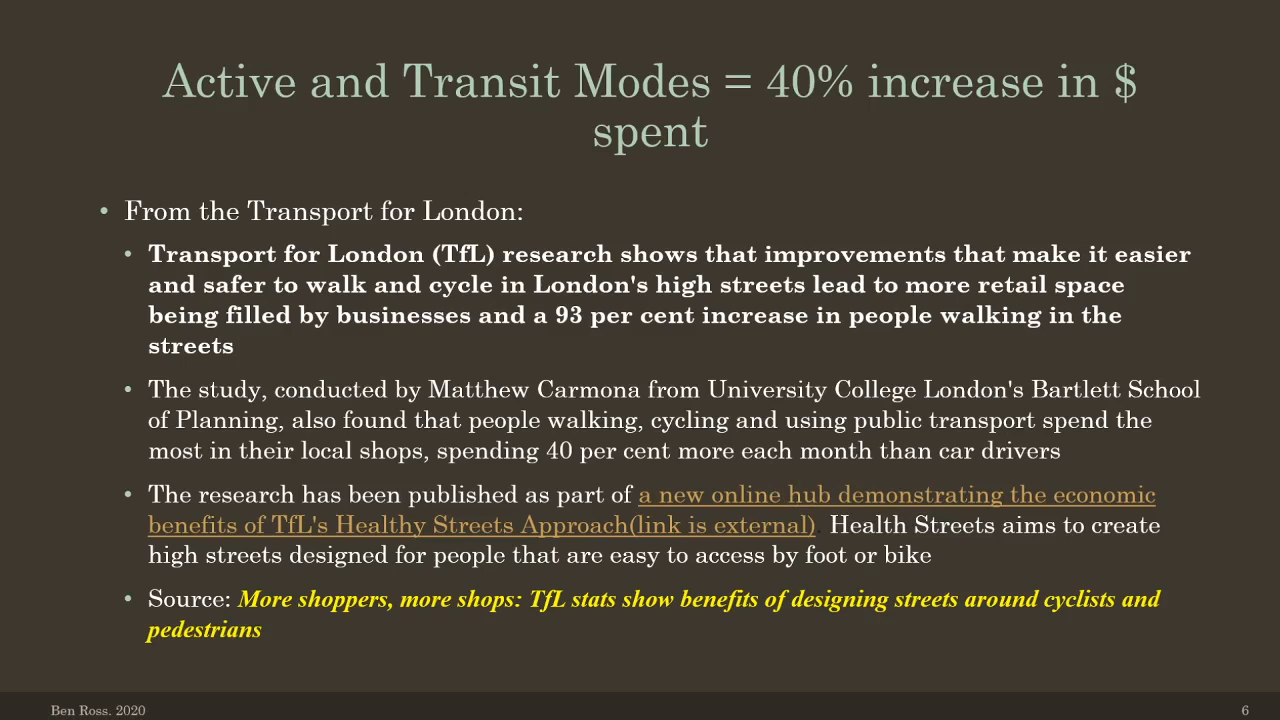 Active and Transit Modes = 40% increase in $
spent
• From the Transport for London:
• Transport for London (TfL) research shows that improvements that make it easier
and safer to walk and cycle in London's high streets lead to more retail space
being filled by businesses and a 93 per cent increase in people walking in the
streets
• The study, conducted by Matthew Carmona from University College London's Bartlett School
of Planning, also found that people walking, cycling and using public transport spend the
most in their local shops, spending 40 per cent more each month than car drivers
• The research has been published as part of a new online hub demonstrating the economic
benefits of TfL's Healthy Streets Approach(link is external). Health Streets aims to create
high streets designed for people that are easy to access by foot or bike
• Source: More shoppers, more shops: TfL stats show benefits of designing streets around cyclists and
pedestrians
Ben Ross. 2020
6